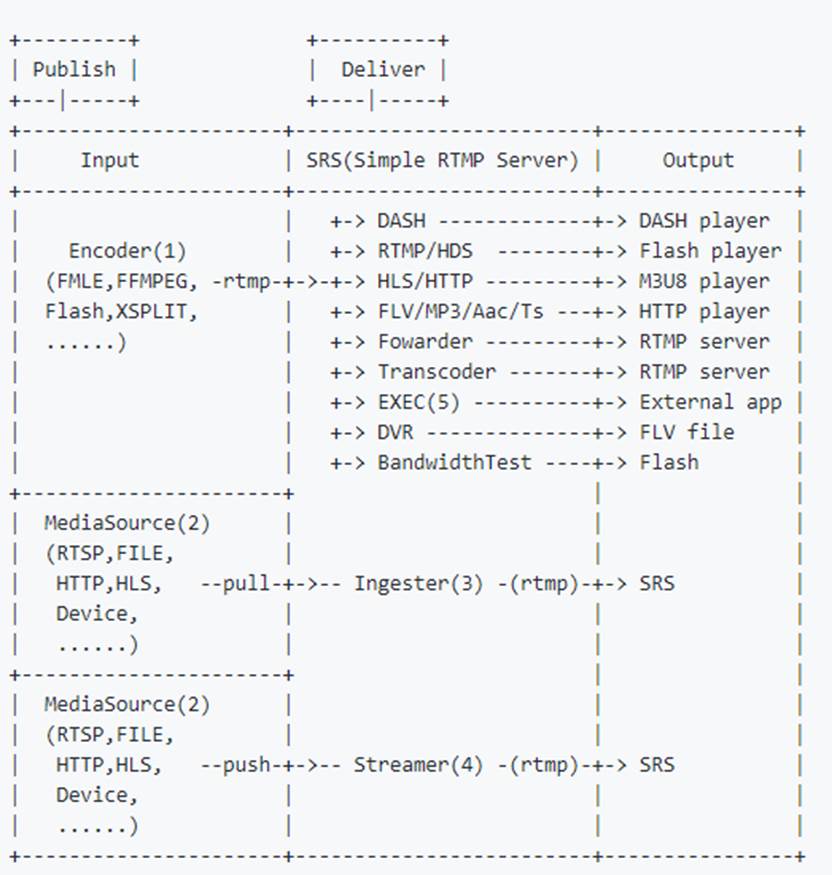 +---------+                  +----------+
| Publish |                  |  Deliver |
+---|-----+                  +----|-----+
+----------------------+-------------------------+----------------+
|     Input            | SRS(Simple RTMP Server) |     Output     |
+----------------------+-------------------------+----------------+
|                      |   +-> DASH -------------+-> DASH player  |
|    Encoder(1)        |   +-> RTMP/HDS  --------+-> Flash player |
|  (FMLE,FFMPEG, -rtmp-+->-+-> HLS/HTTP ---------+-> M3U8 player  |
|  Flash,XSPLIT,       |   +-> FLV/MP3/Aac/Ts ---+-> HTTP player  |
|  ......)             |   +-> Fowarder ---------+-> RTMP server  |
|                      |   +-> Transcoder -------+-> RTMP server  |
|                      |   +-> EXEC(5) ----------+-> External app |
|                      |   +-> DVR --------------+-> FLV file     |
|                      |   +-> BandwidthTest ----+-> Flash        |
+----------------------+                         |                |
|  MediaSource(2)      |                         |                |
|  (RTSP,FILE,         |                         |                |
|   HTTP,HLS,   --pull-+->-- Ingester(3) -(rtmp)-+-> SRS          |
|   Device,            |                         |                |
|   ......)            |                         |                |
+----------------------+                         |                |
|  MediaSource(2)      |                         |                |
|  (RTSP,FILE,         |                         |                |
|   HTTP,HLS,   --push-+->-- Streamer(4) -(rtmp)-+-> SRS          |
|   Device,            |                         |                |
|   ......)            |                         |                |
+----------------------+-------------------------+----------------+